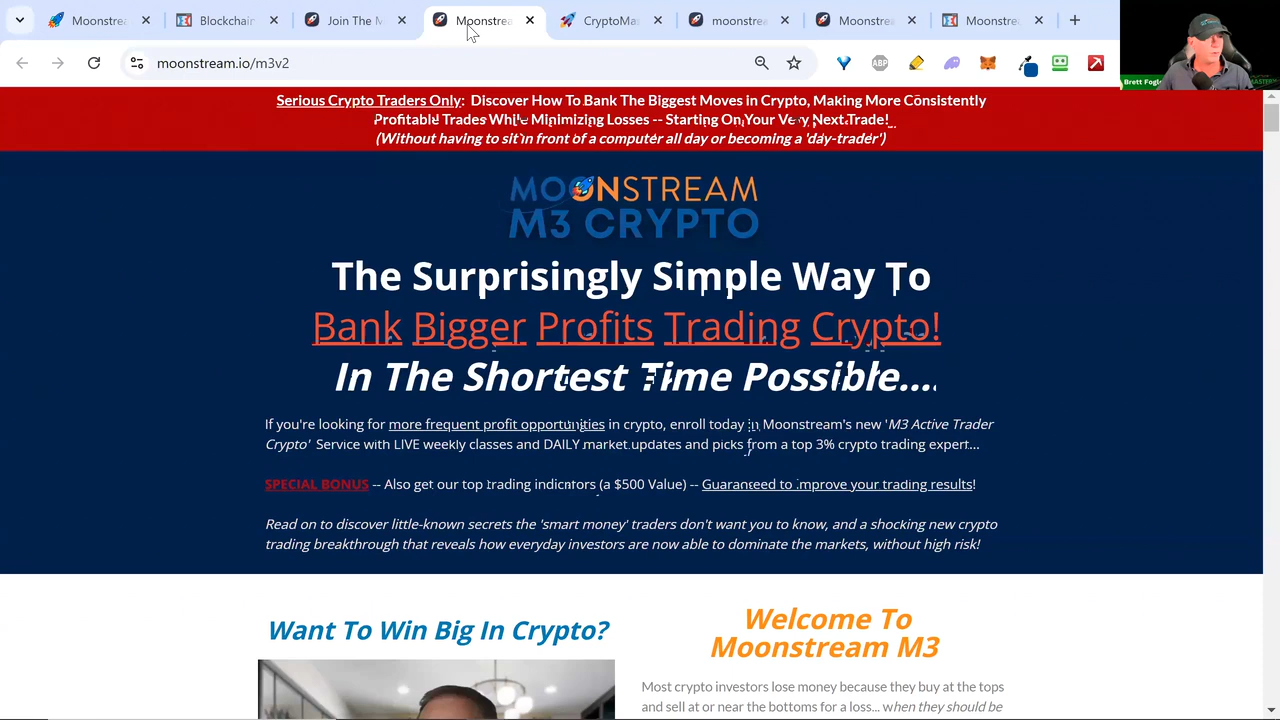 Moonstrea
Blockchain
Join The M
Moonstrea
CryptoMas
moonstrea
Moonstrea
Moonstre
moonstream.io/m3v2
ABP
Brett Fogle
Serious Crypto Traders Only: Discover How To Bank The Biggest Moves in Crypto, Making More Consistently
Profitable Trades While Minimizing Losses -- Starting On Your Very Next Trade!
(Without having to sit in front of a computer all day or becoming a 'day-trader')
MOONSTREAM
M3 CRYPTO
The Surprisingly Simple Way To
Bank Bigger Profits Trading Crypto!
In The Shortest Time Possible....
If you're looking for more frequent profit opportunities in crypto, enroll today in Moonstream's new 'M3 Active Trader
Crypto' Service with LIVE weekly classes and DAILY market updates and picks from a top 3% crypto trading expert...
SPECIAL BONUS -- Also get our top trading indicators (a $500 Value) -- Guaranteed to improve your trading results!
Read on to discover little-known secrets the 'smart money' traders don't want you to know, and a shocking new crypto
trading breakthrough that reveals how everyday investors are now able to dominate the markets, without high risk!
Want To Win Big In Crypto?
Welcome To
Moonstream M3
Most crypto investors lose money because they buy at the tops
and sell at or near the bottoms for a loss... when they should be